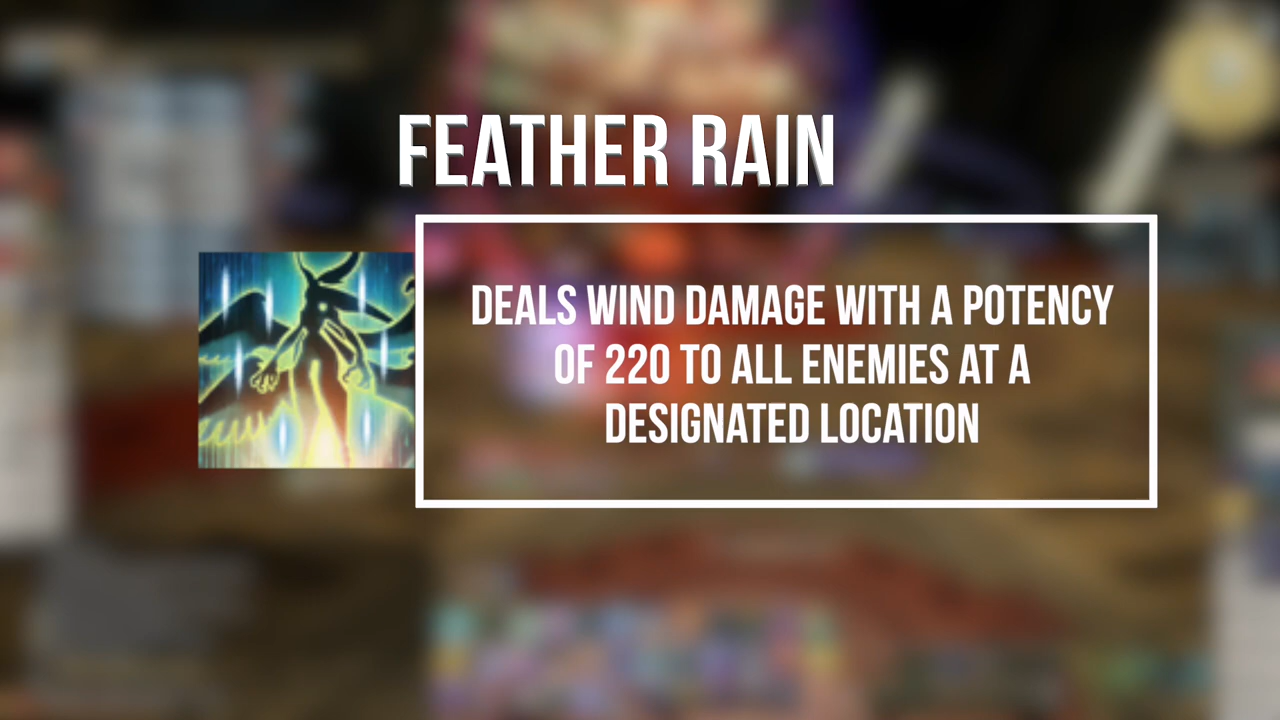 FEATHER RAIN
DEALS WIND DAMAGE WITH A POTENCY
OF 220 TO ALL ENEMIES AT A
DESIGNATED LOCATION